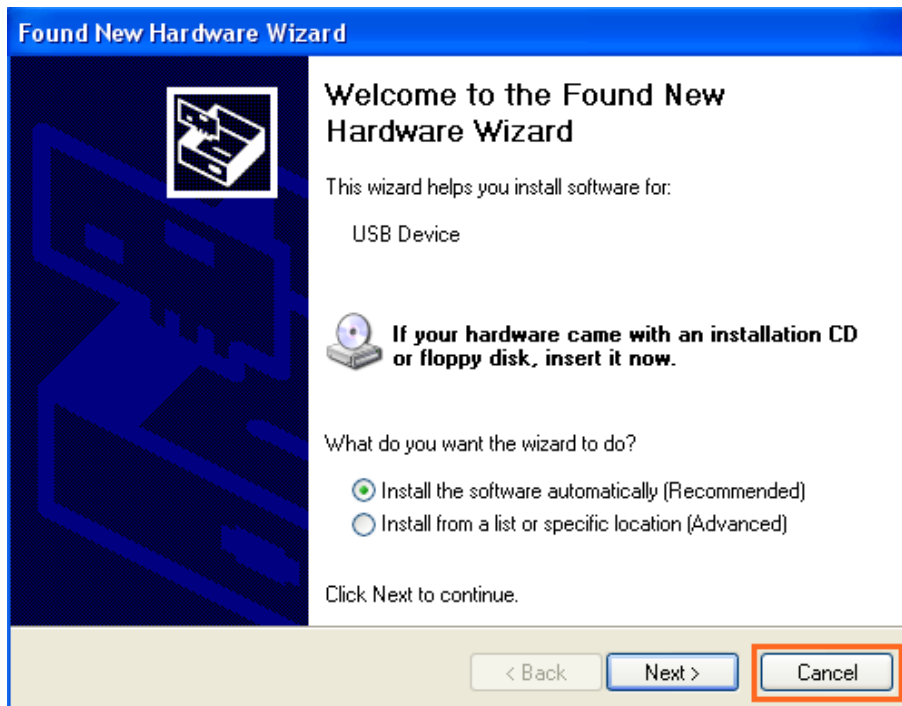 Found New Hardware Wizard
Welcome to the Found New
Hardware Wizard
This wizard helps you install software for:
USB Device
If your hardware came with an installation CD
or floppy disk, insert it now.
What do you want the wizard to do?
Install the software automatically (Recommended)
Install from a list or specific location (Advanced)
Click Next to continue.
< Back Next > Cancel